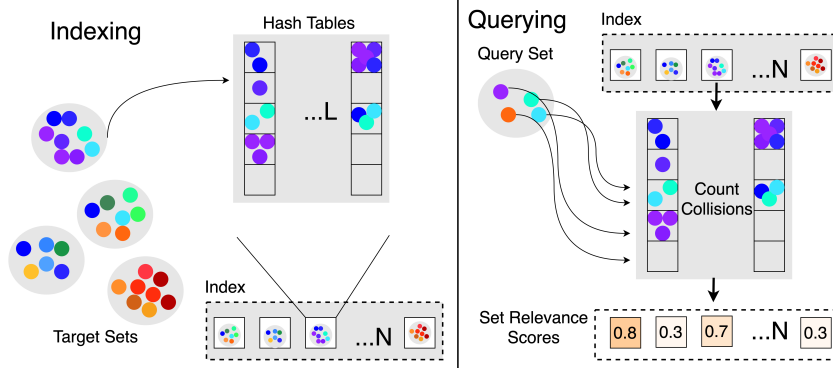 Indexing
Hash Tables
...L
Target Sets
Index
...N
Querying
Query Set
Index
...N
Count
Collisions
Set Relevance
Scores
0.8
0.3
0.7
...N
0.3